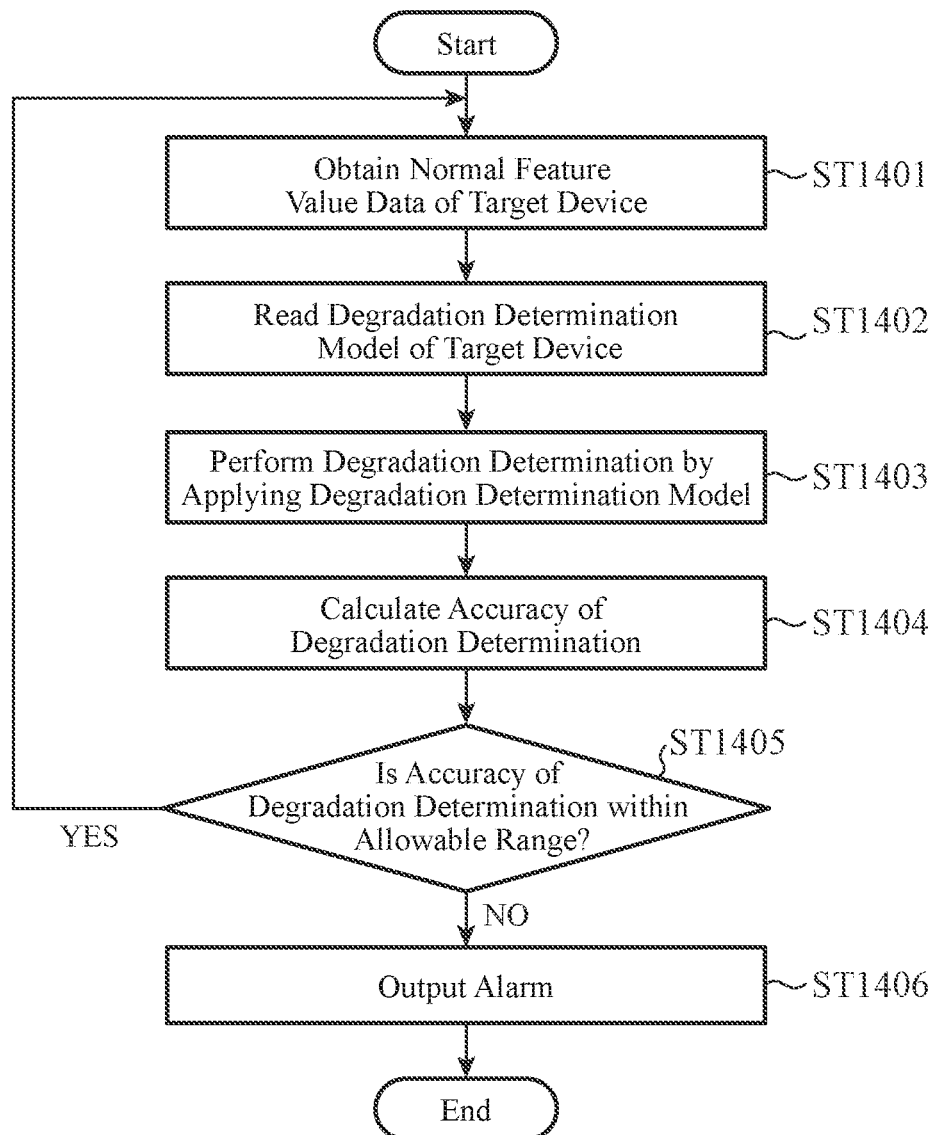 Start
Obtain Normal Feature
Value Data of Target Device
ST1401
Read Degradation Determination
Model of Target Device
ST1402
Perform Degradation Determination by
Applying Degradation Determination Model
ST1403
Calculate Accuracy of
Degradation Determination
ST1404
ST1405
Is Accuracy of
Degradation Determination within
Allowable Range?
YES
NO
Output Alarm
ST1406
End